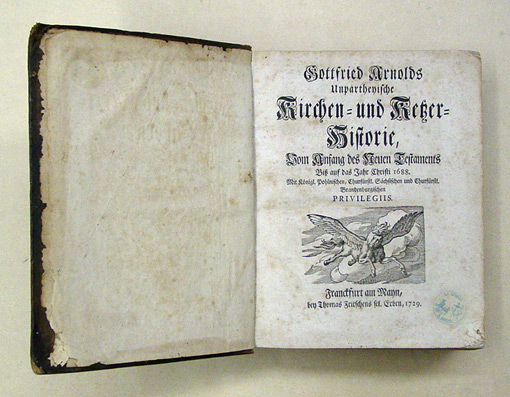 Gottfried Arnolds
Unpartheyische
Kirchen- und Ketzer-
Historie,
Vom Anfang des Neuen Testaments
Biß auf das Jahr Christi 1688.
Mit Königl. Pohlnischen, Churfürstl. Sächsischen und Churfürstl.
Brandenburgischen
PRIVILEGIIS.
Franckfurt am Mayn,
bey Thomas Fritschens sel. Erben, 1729.